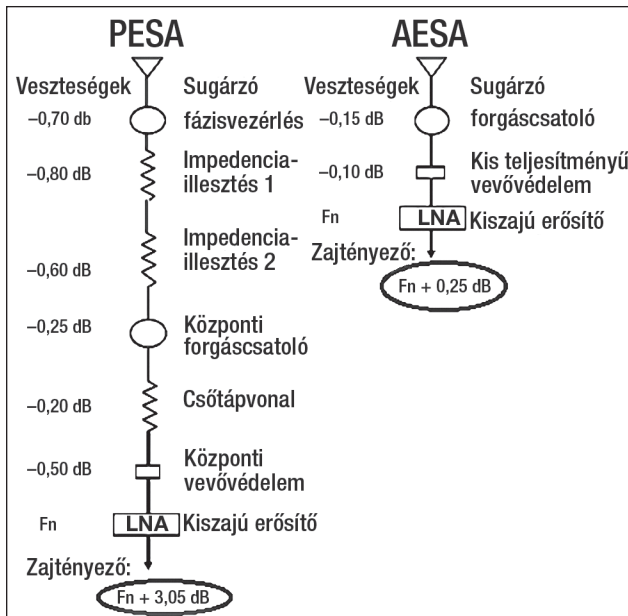 PESA
Veszteségek Sugárzó
–0,70 db fázisvezérlés
–0,80 dB Impedencia-
illesztés 1
Impedencia-
illesztés 2
–0,60 dB
–0,25 dB Központi
forgáscsatoló
–0,20 dB Csőtápvonal
–0,50 dB Központi
vevővédelem
Fn LNA Kiszajú erősítő
Zajtényező:
Fn + 3,05 dB
AESA
Veszteségek Sugárzó
–0,15 dB forgáscsatoló
–0,10 dB Kis teljesítményű
vevővédelem
Fn LNA Kiszajú erősítő
Zajtényező:
Fn + 0,25 dB